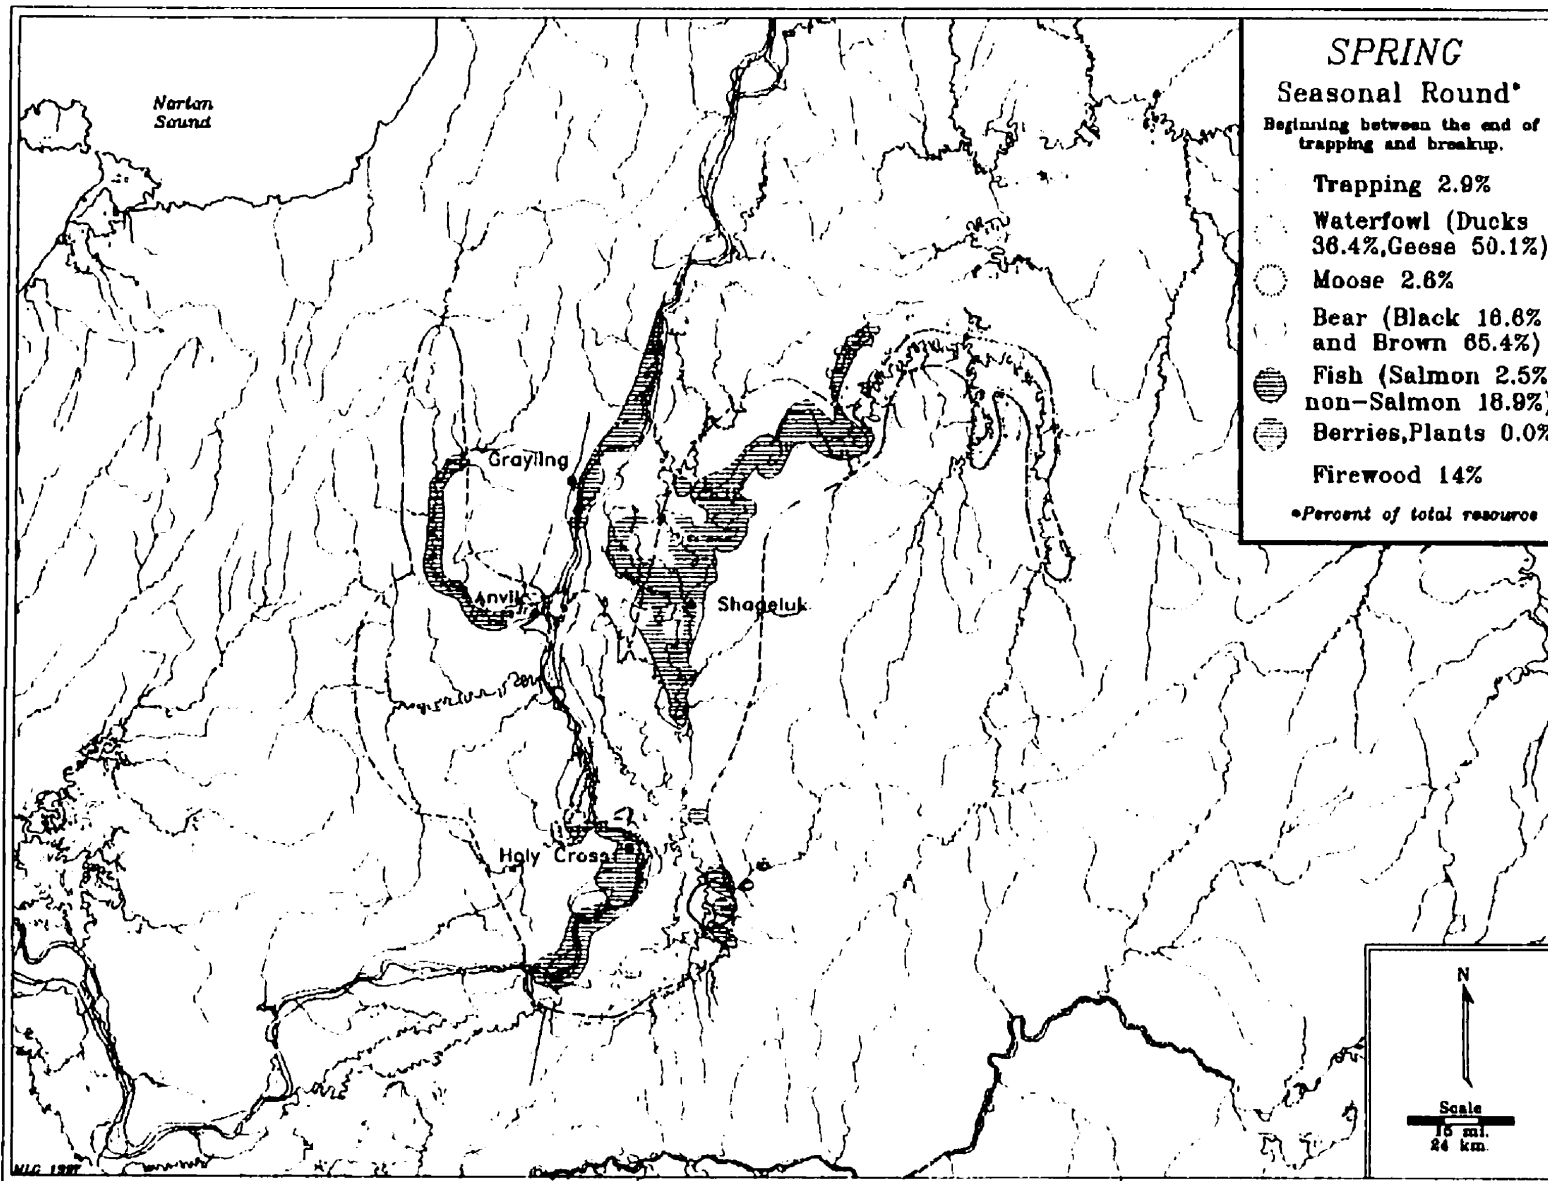 Norton
Sound
SPRING
Seasonal Round*
Beginning between the end of
trapping and breakup.
Trapping 2.9%
Waterfowl (Ducks
36.4%,Geese 50.1%)
Moose 2.6%
Bear (Black 16.6%
and Brown 65.4%)
Fish (Salmon 2.5%
non-Salmon 18.9%)
Berries,Plants 0.0%
Firewood 14%
*Percent of total resource
Grayling
Anvik
Shageluk
Holy Cross
N
Scale
15 mi.
24 km.